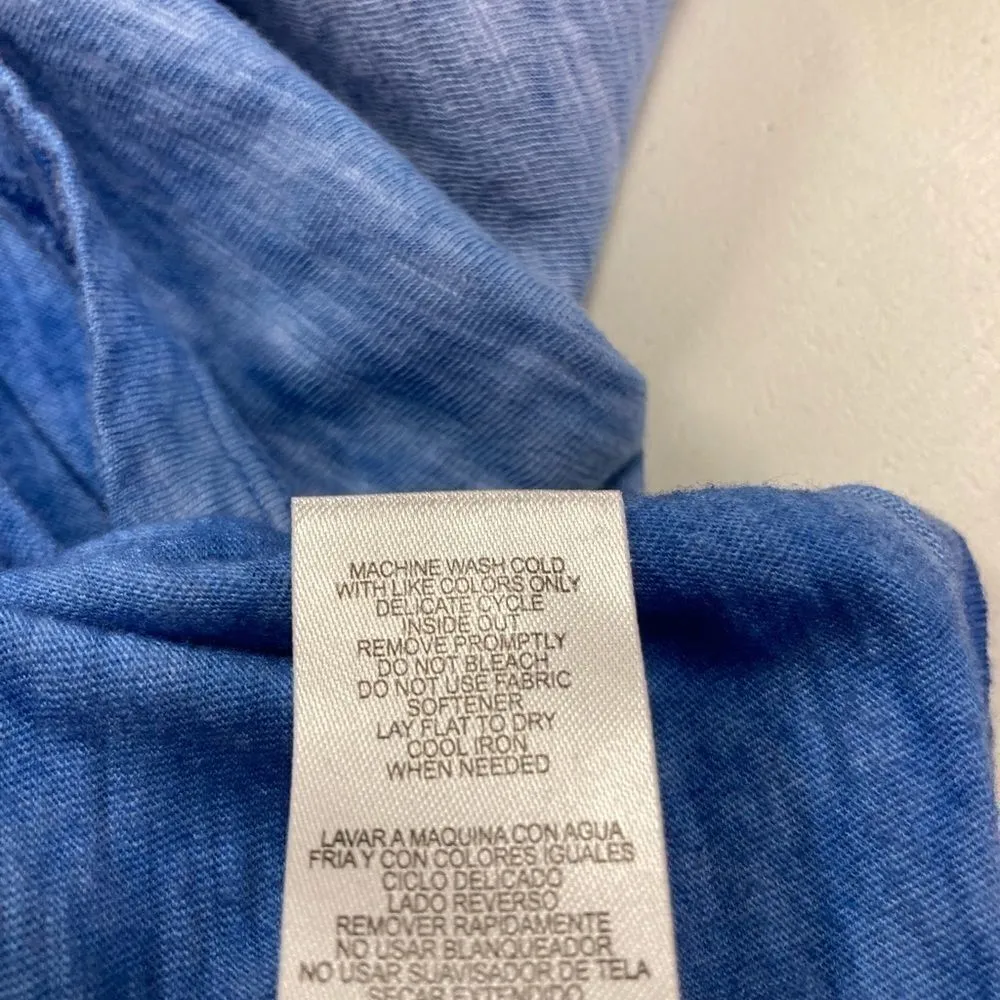 MACHINE WASH COLD
WITH LIKE COLORS ONLY
DELICATE CYCLE
INSIDE OUT
REMOVE PROMPTLY
DO NOT BLEACH
DO NOT USE FABRIC
SOFTENER
LAY FLAT TO DRY
COOL IRON
WHEN NEEDED
LAVAR A MAQUINA CON AGUA
FRIA Y CON COLORES IGUALES
CICLO DELICADO
LADO REVERSO
REMOVER RAPIDAMENTE
NO USAR BLANQUEADOR
NO USAR SUAVISADOR DE TELA
SECAR EXTENDIDO